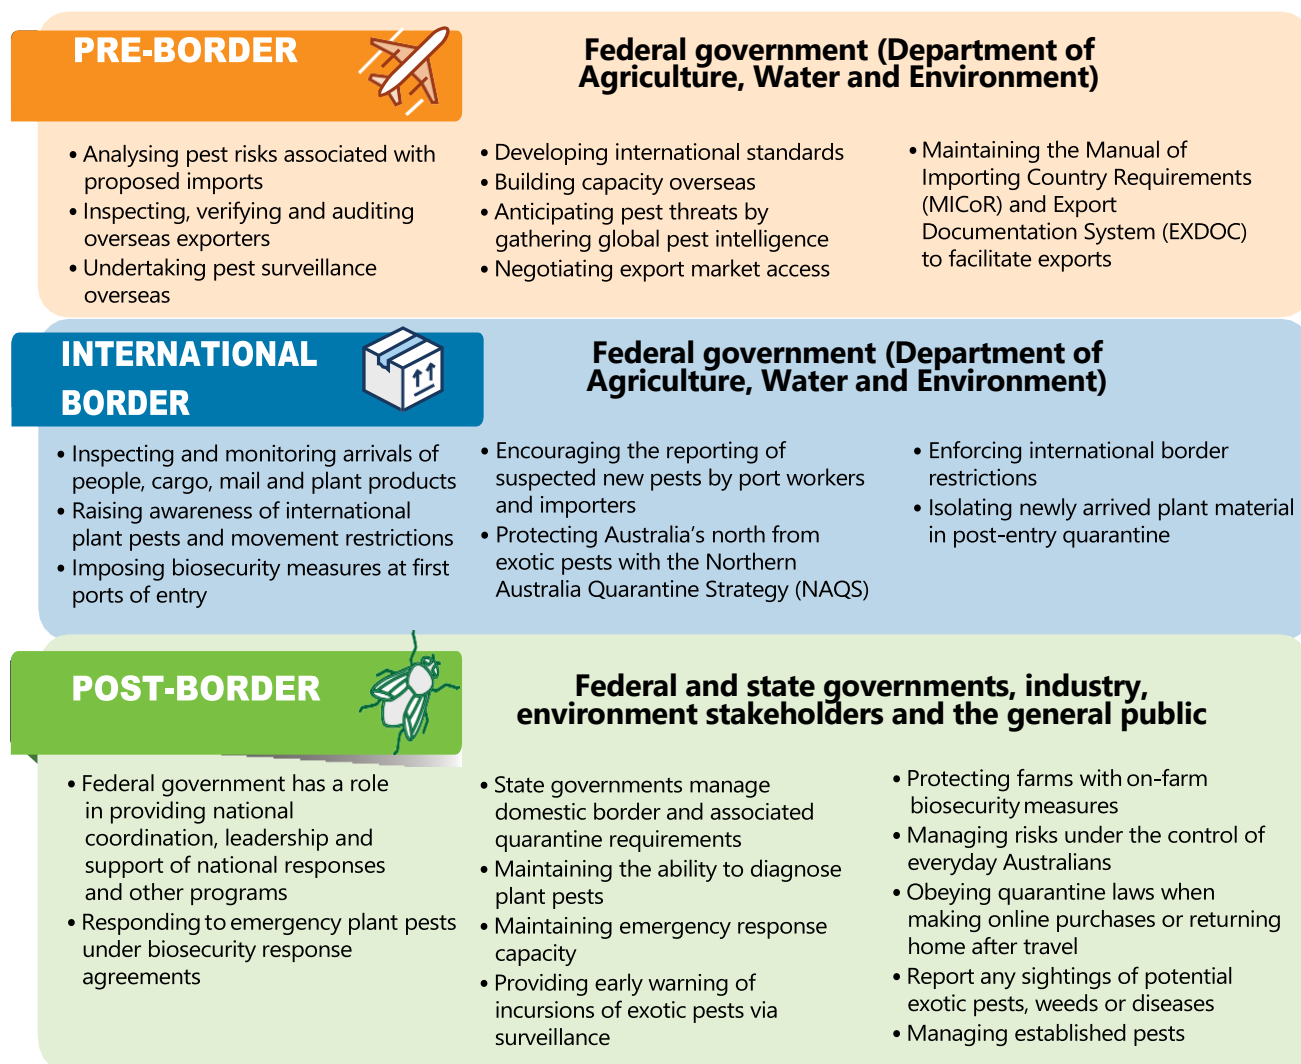 PRE-BORDER
Federal government (Department of
Agriculture, Water and Environment)
• Analysing pest risks associated with
proposed imports
• Inspecting, verifying and auditing
overseas exporters
• Undertaking pest surveillance
overseas
• Developing international standards
• Building capacity overseas
• Anticipating pest threats by
gathering global pest intelligence
• Negotiating export market access
• Maintaining the Manual of
Importing Country Requirements
(MICoR) and Export
Documentation System (EXDOC)
to facilitate exports
INTERNATIONAL
BORDER
Federal government (Department of
Agriculture, Water and Environment)
• Inspecting and monitoring arrivals of
people, cargo, mail and plant products
• Raising awareness of international
plant pests and movement restrictions
• Imposing biosecurity measures at first
ports of entry
• Encouraging the reporting of
suspected new pests by port workers
and importers
• Protecting Australia’s north from
exotic pests with the Northern
Australia Quarantine Strategy (NAQS)
• Enforcing international border
restrictions
• Isolating newly arrived plant material
in post-entry quarantine
POST-BORDER
Federal and state governments, industry,
environment stakeholders and the general public
• Federal government has a role
in providing national
coordination, leadership and
support of national responses
and other programs
• Responding to emergency plant pests
under biosecurity response
agreements
• State governments manage
domestic border and associated
quarantine requirements
• Maintaining the ability to diagnose
plant pests
• Maintaining emergency response
capacity
• Providing early warning of
incursions of exotic pests via
surveillance
• Protecting farms with on-farm
biosecurity measures
• Managing risks under the control of
everyday Australians
• Obeying quarantine laws when
making online purchases or returning
home after travel
• Report any sightings of potential
exotic pests, weeds or diseases
• Managing established pests